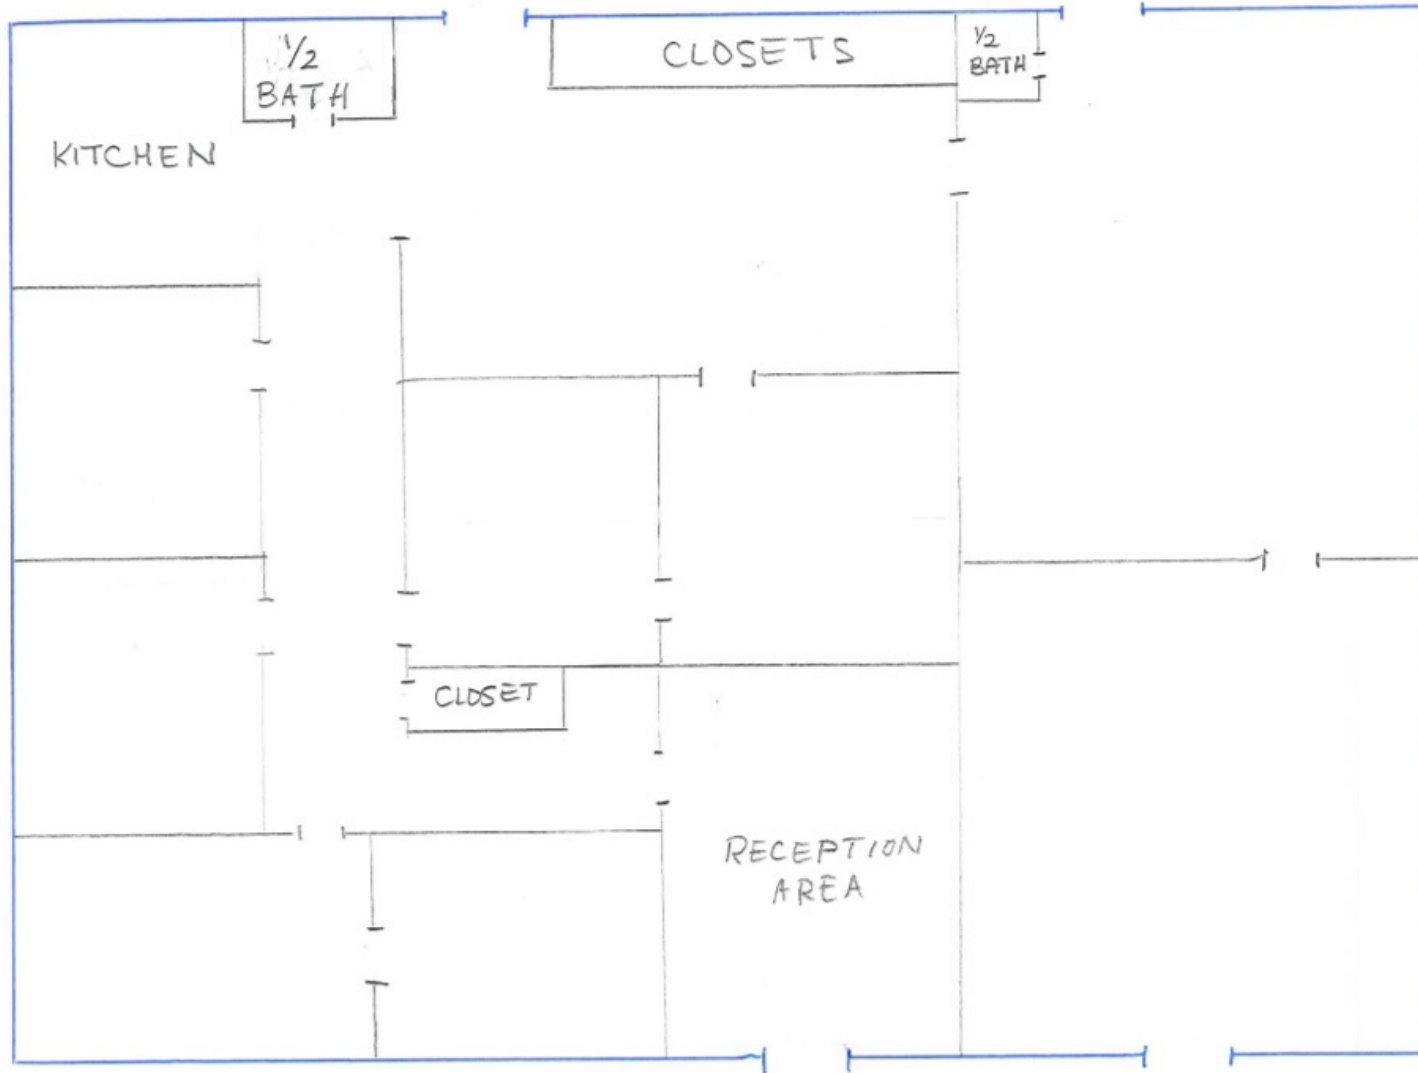 1/2
BATH
CLOSETS
1/2
BATH
KITCHEN
CLOSET
RECEPTION
AREA